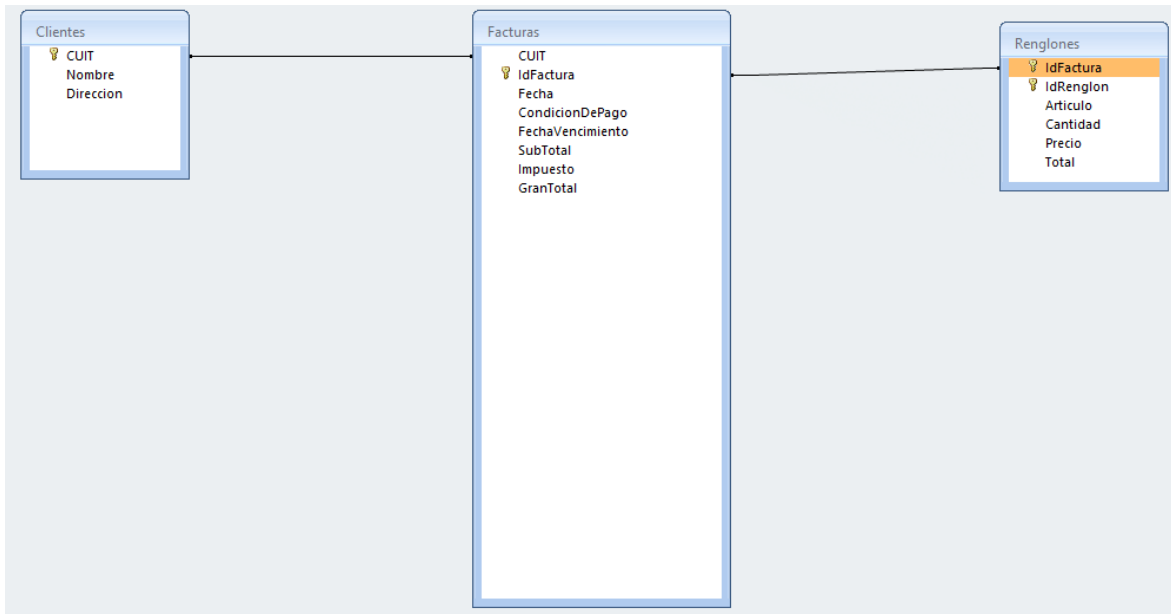 Clientes
CUIT
Nombre
Direccion
Facturas
CUIT
IdFactura
Fecha
CondicionDePago
FechaVencimiento
SubTotal
Impuesto
GranTotal
Renglones
IdFactura
IdRenglon
Articulo
Cantidad
Precio
Total